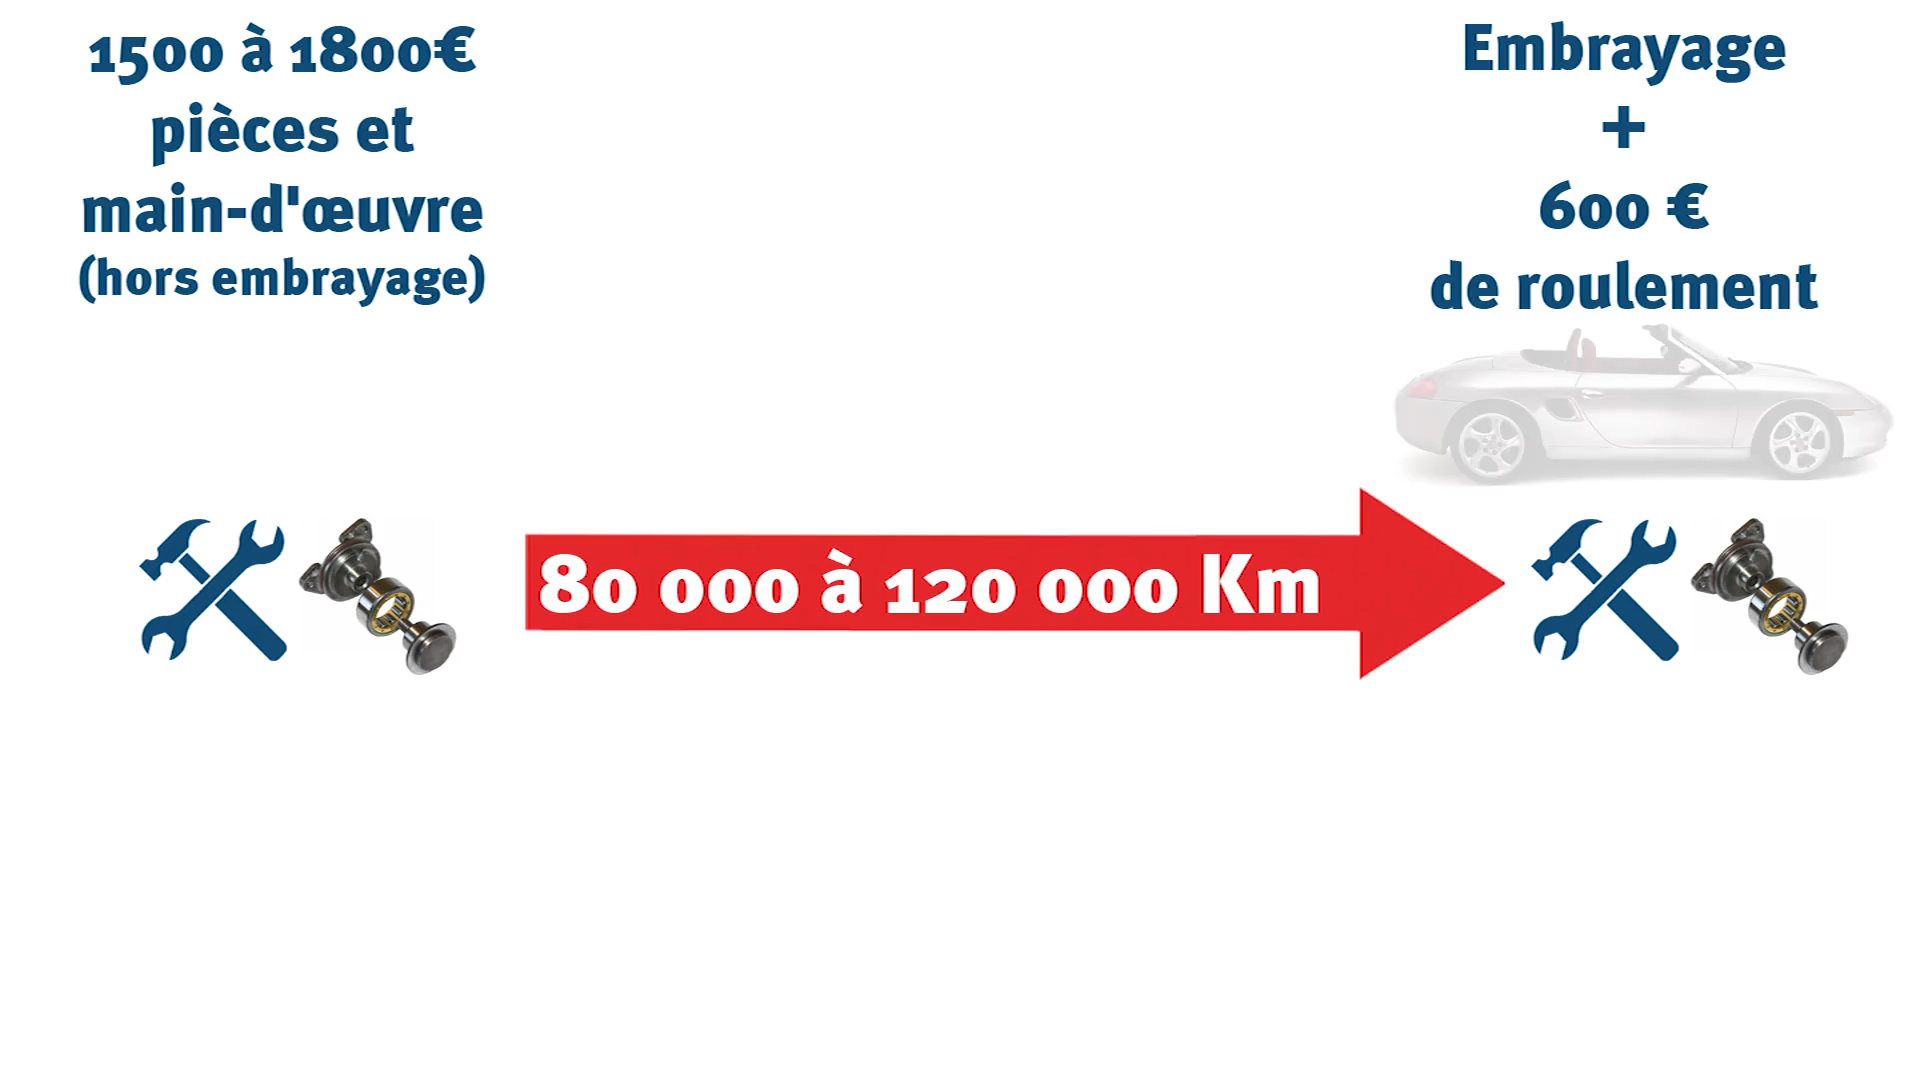 1500 à 1800€
pièces et
main-d'œuvre
(hors embrayage)
Embrayage
+
600 €
de roulement
80 000 à 120 000 Km